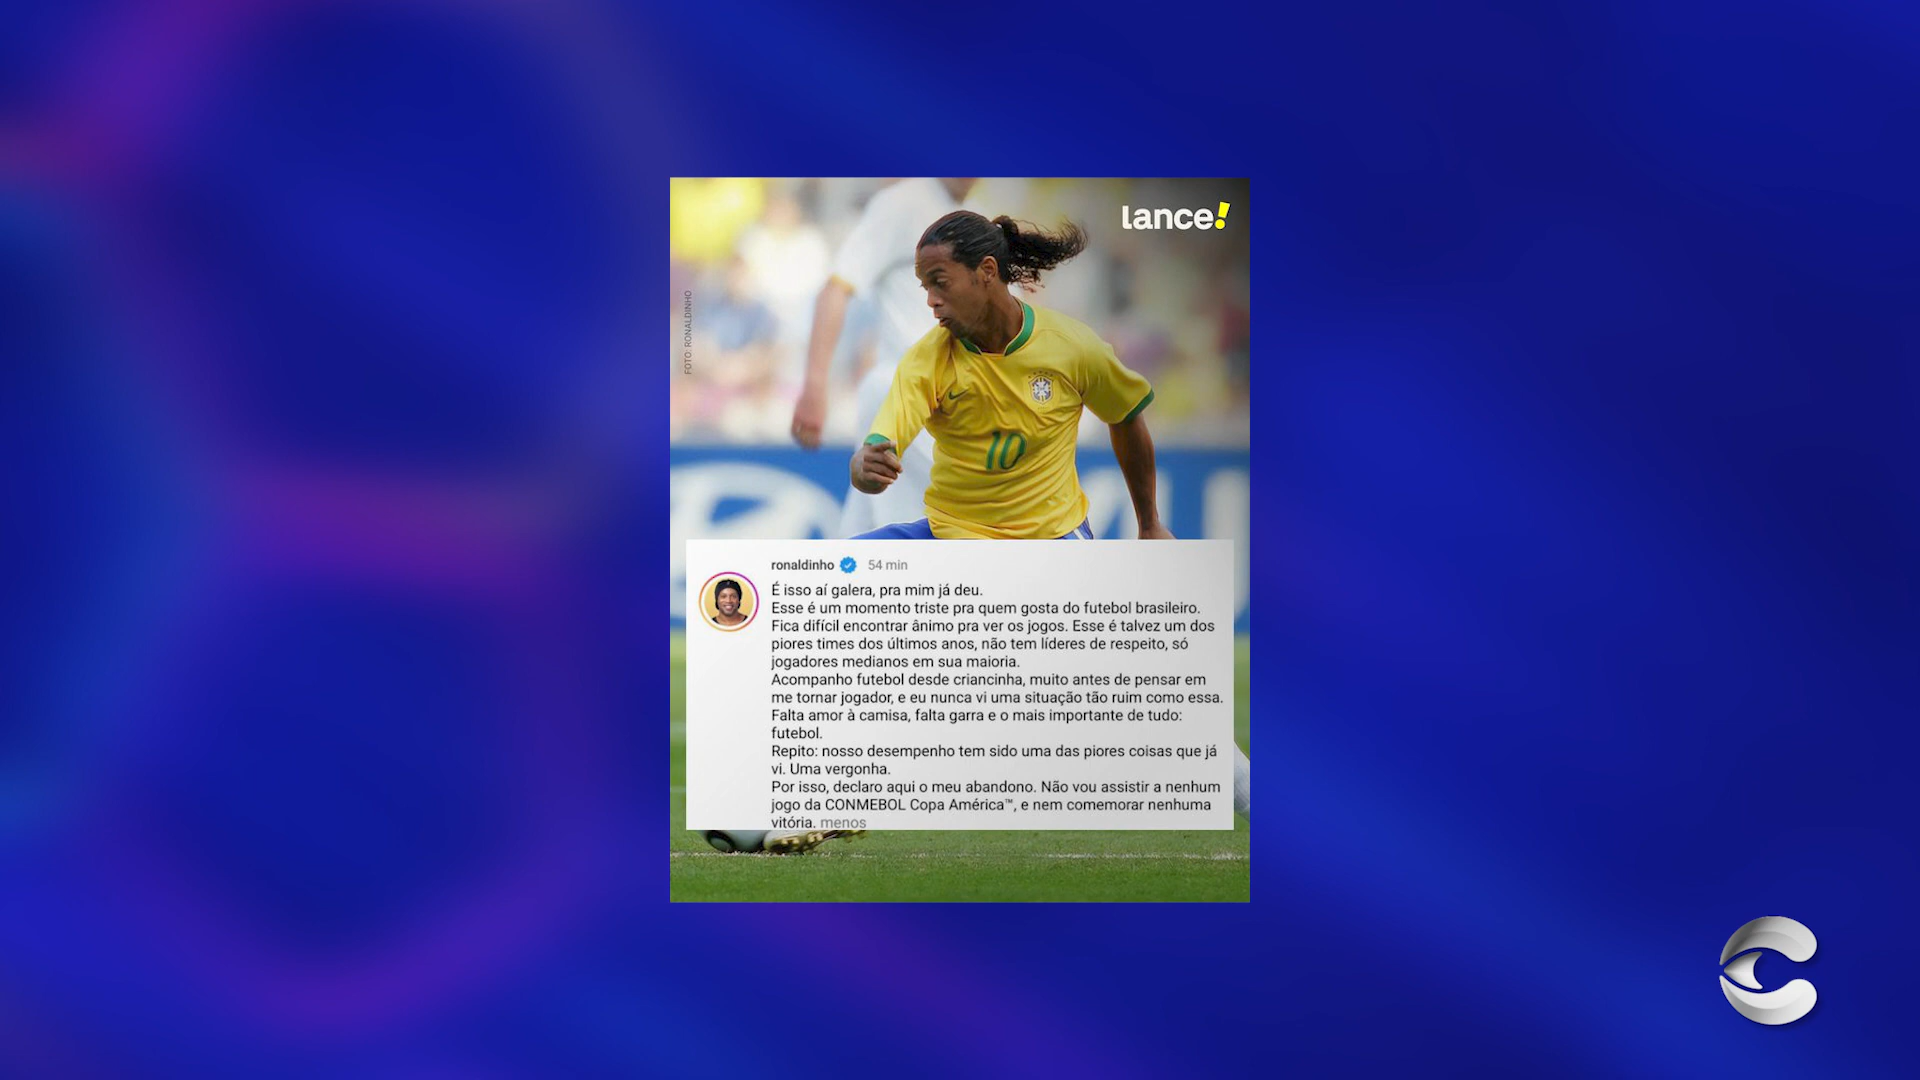 lance!
FOTO: RONALDINHO
10
ronaldinho 54 min
É isso aí galera, pra mim já deu.
Esse é um momento triste pra quem gosta do futebol brasileiro.
Fica difícil encontrar ânimo pra ver os jogos. Esse é talvez um dos
piores times dos últimos anos, não tem líderes de respeito, só
jogadores medianos em sua maioria.
Acompanho futebol desde criancinha, muito antes de pensar em
me tornar jogador, e eu nunca vi uma situação tão ruim como essa.
Falta amor à camisa, falta garra e o mais importante de tudo:
futebol.
Repito: nosso desempenho tem sido uma das piores coisas que já
vi. Uma vergonha.
Por isso, declaro aqui o meu abandono. Não vou assistir a nenhum
jogo da CONMEBOL Copa América™, e nem comemorar nenhuma
vitória. menos